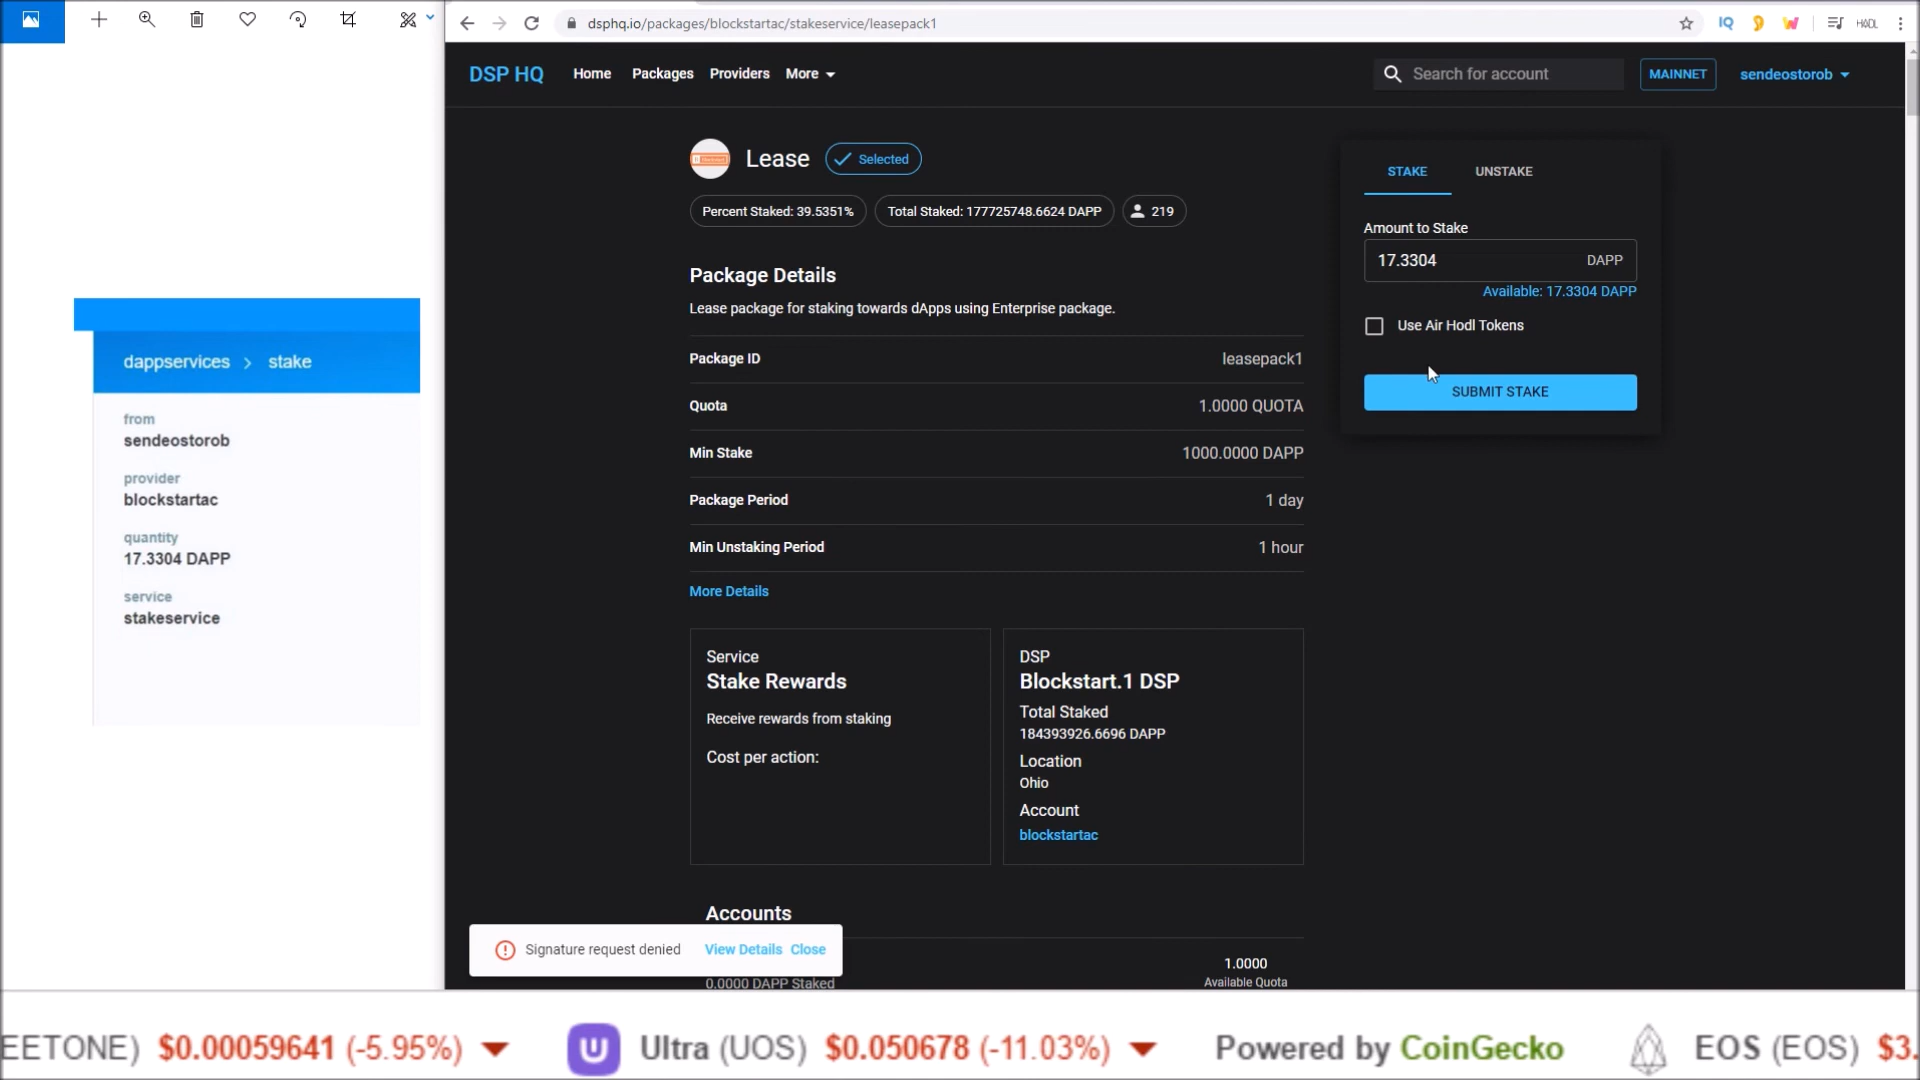 dsphq.io/packages/blockstartac/stakeservice/leasepack1
IQ
HADL
DSP HQ
Home
Packages
Providers
More
Search for account
MAINNET
sendeostorob
Lease
Selected
Percent Staked: 39.5351%
Total Staked: 177725748.6624 DAPP
219
Package Details
Lease package for staking towards dApps using Enterprise package.
Package ID
leasepack1
Quota
1.0000 QUOTA
Min Stake
1000.0000 DAPP
Package Period
1 day
Min Unstaking Period
1 hour
More Details
STAKE
UNSTAKE
Amount to Stake
17.3304
DAPP
Available: 17.3304 DAPP
Use Air Hodl Tokens
SUBMIT STAKE
dappservices > stake
from
sendeostorob
provider
blockstartac
quantity
17.3304 DAPP
service
stakeservice
Service
Stake Rewards
Receive rewards from staking
Cost per action:
DSP
Blockstart.1 DSP
Total Staked
184393926.6696 DAPP
Location
Ohio
Account
blockstartac
Accounts
Signature request denied
View Details
Close
0.0000 DAPP Staked
1.0000
Available Quota
EETONE) $0.00059641 (-5.95%)
Ultra (UOS) $0.050678 (-11.03%)
Powered by CoinGecko
EOS (EOS) $3.